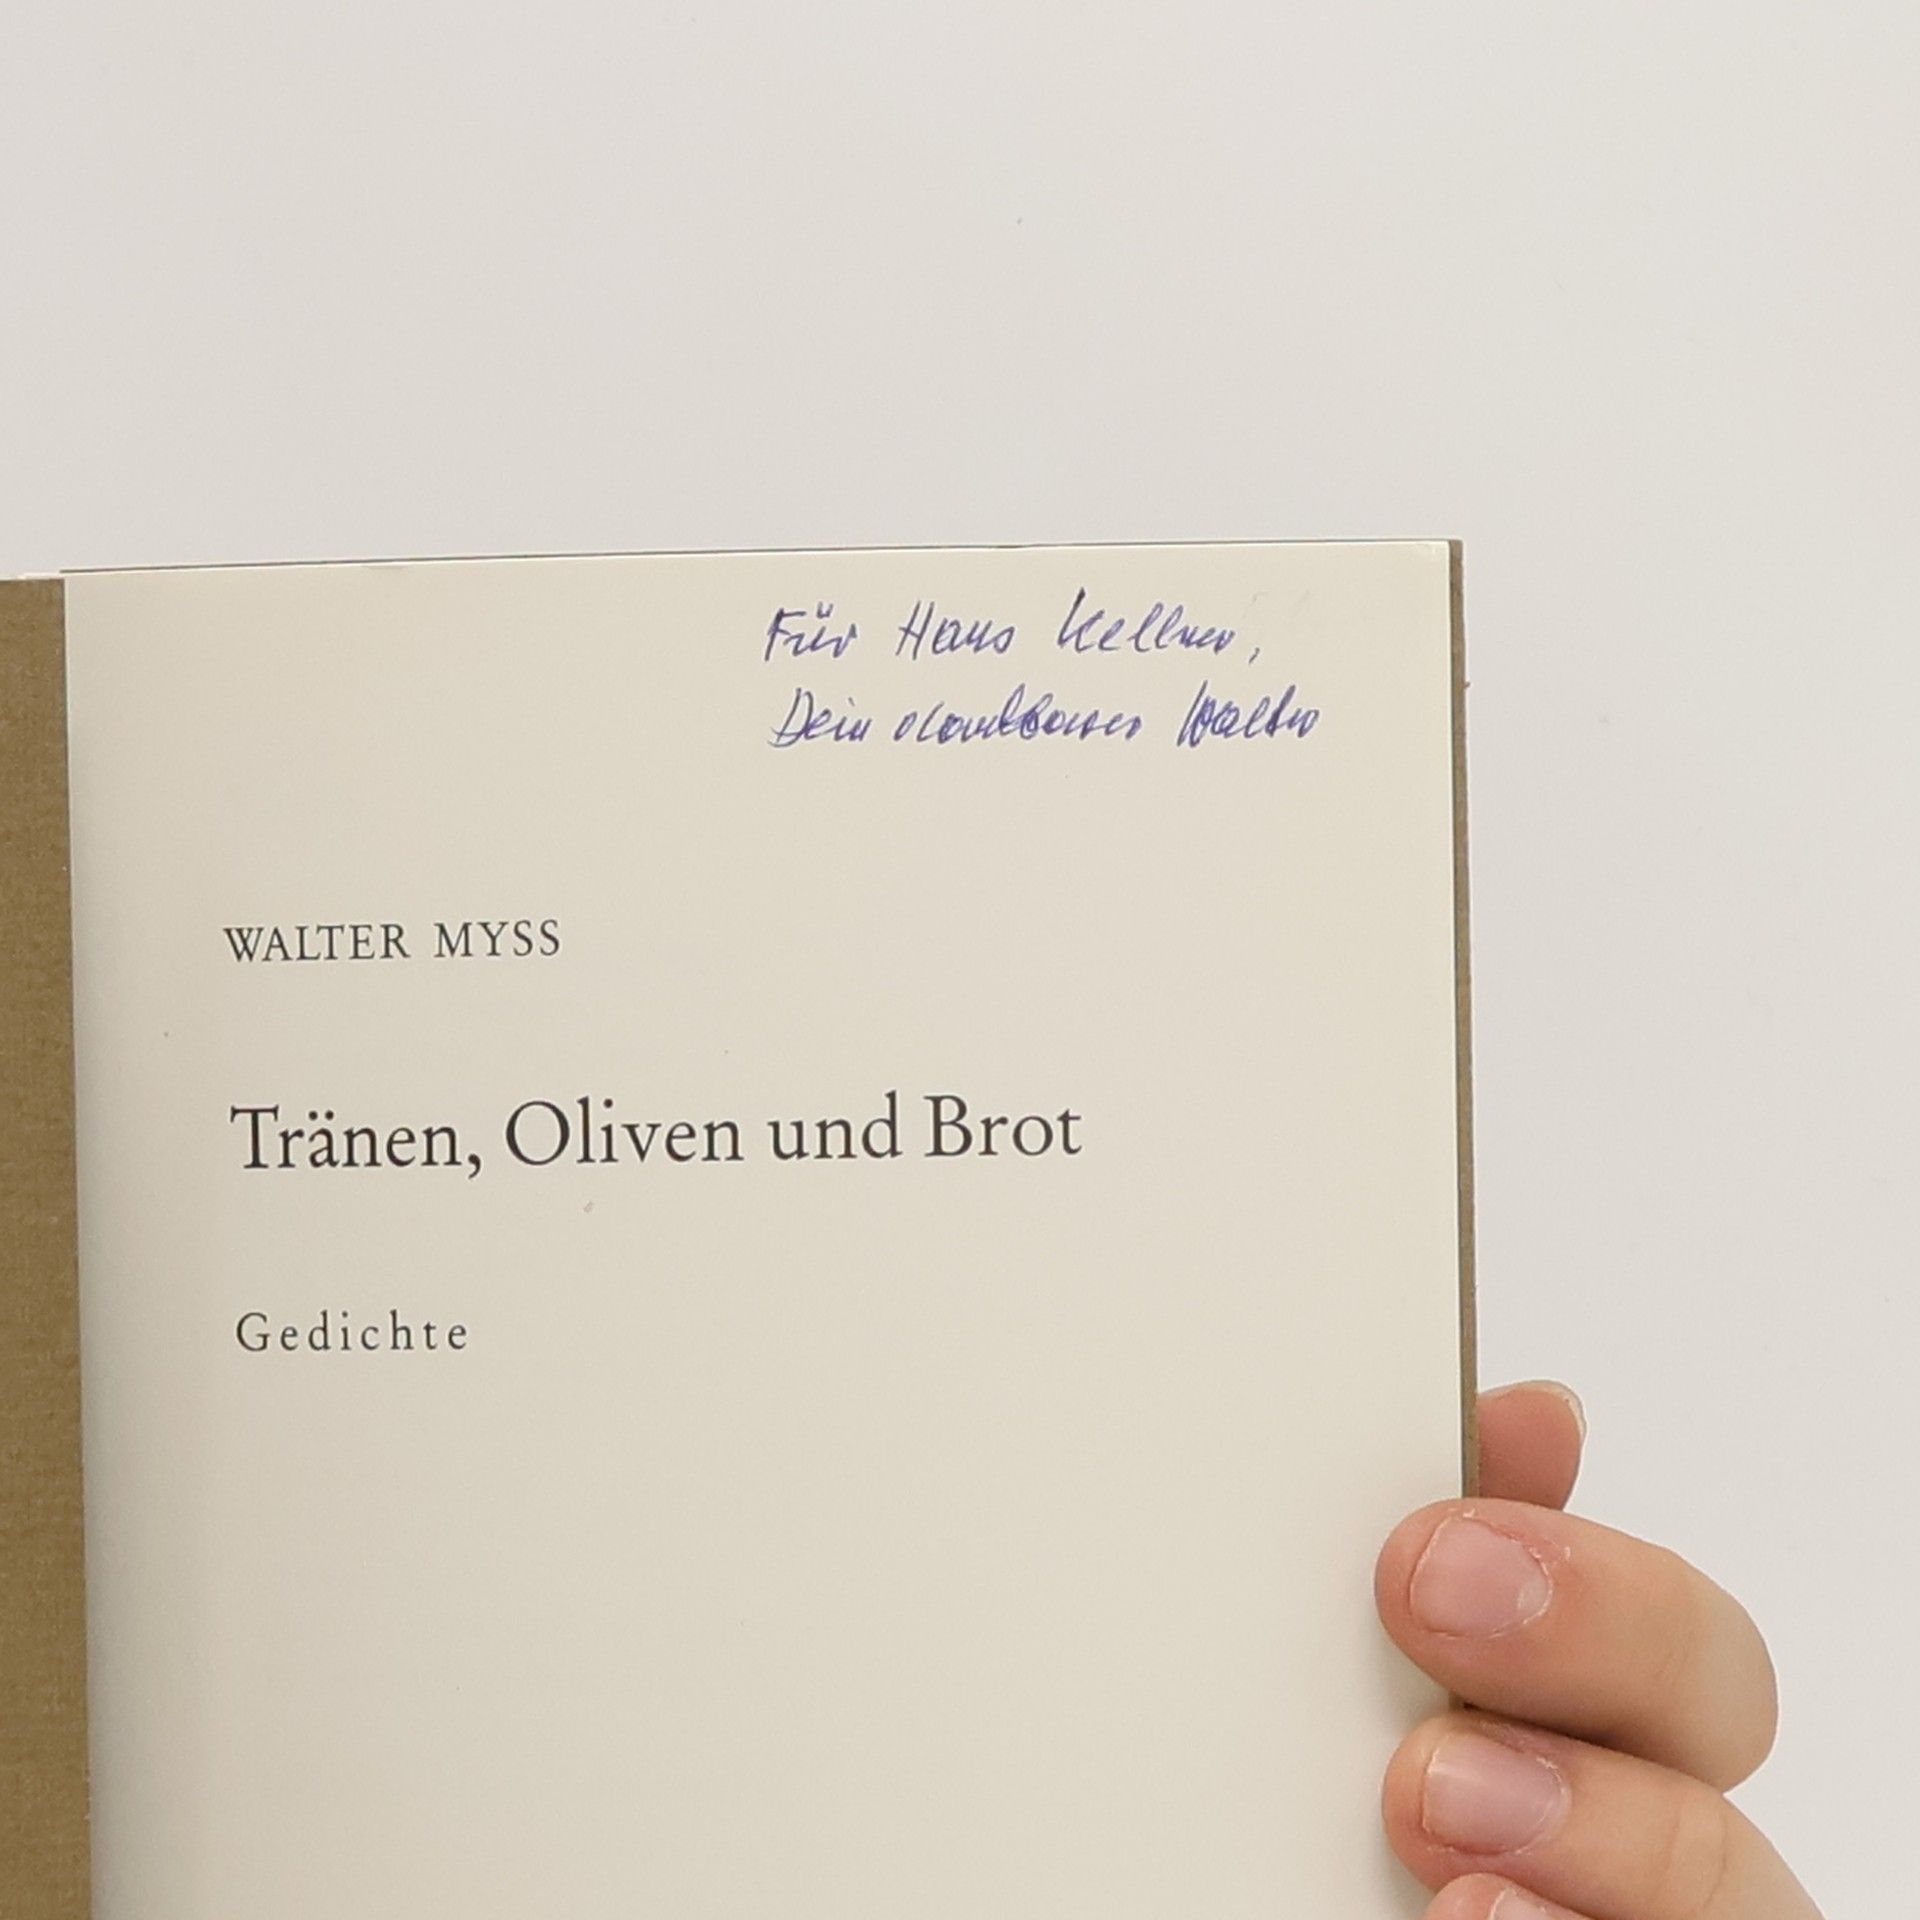 Für Hans Kellner,
Dein dankbarer Walter
WALTER MYSS
Tränen, Oliven und Brot
Gedichte